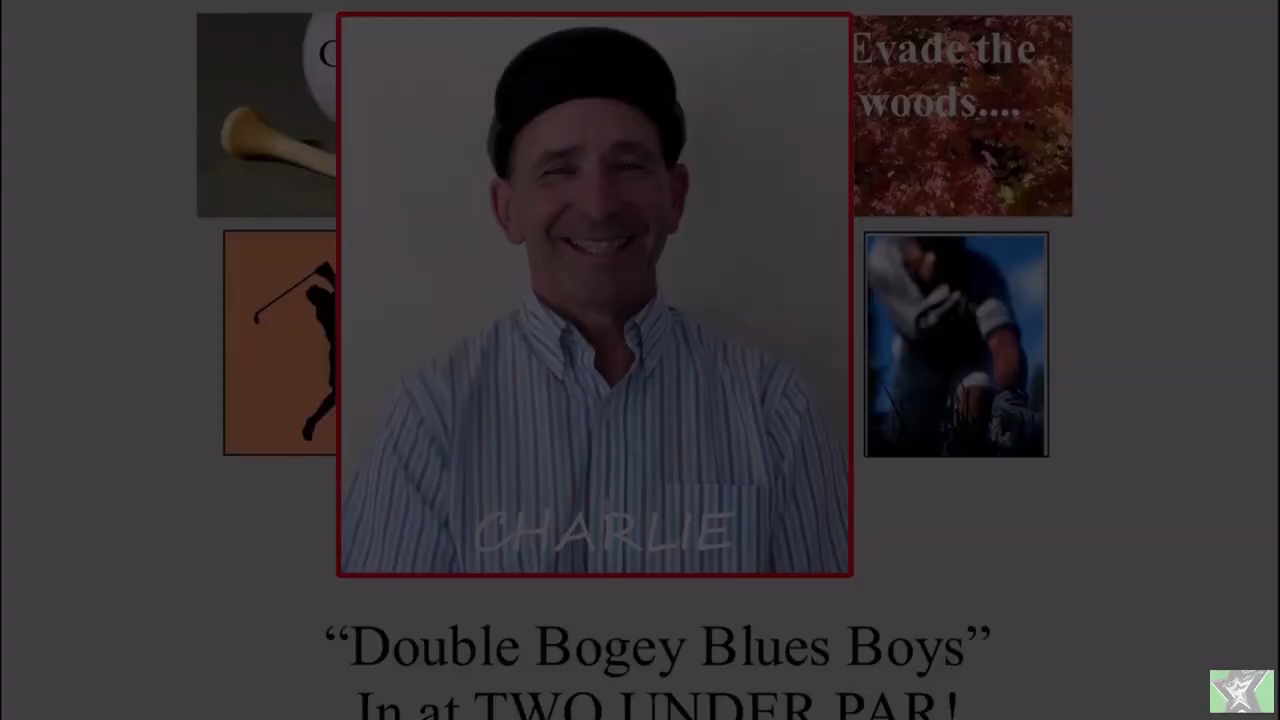 Evade the
woods....
CHARLIE
“Double Bogey Blues Boys”
In at TWO UNDER PAR!